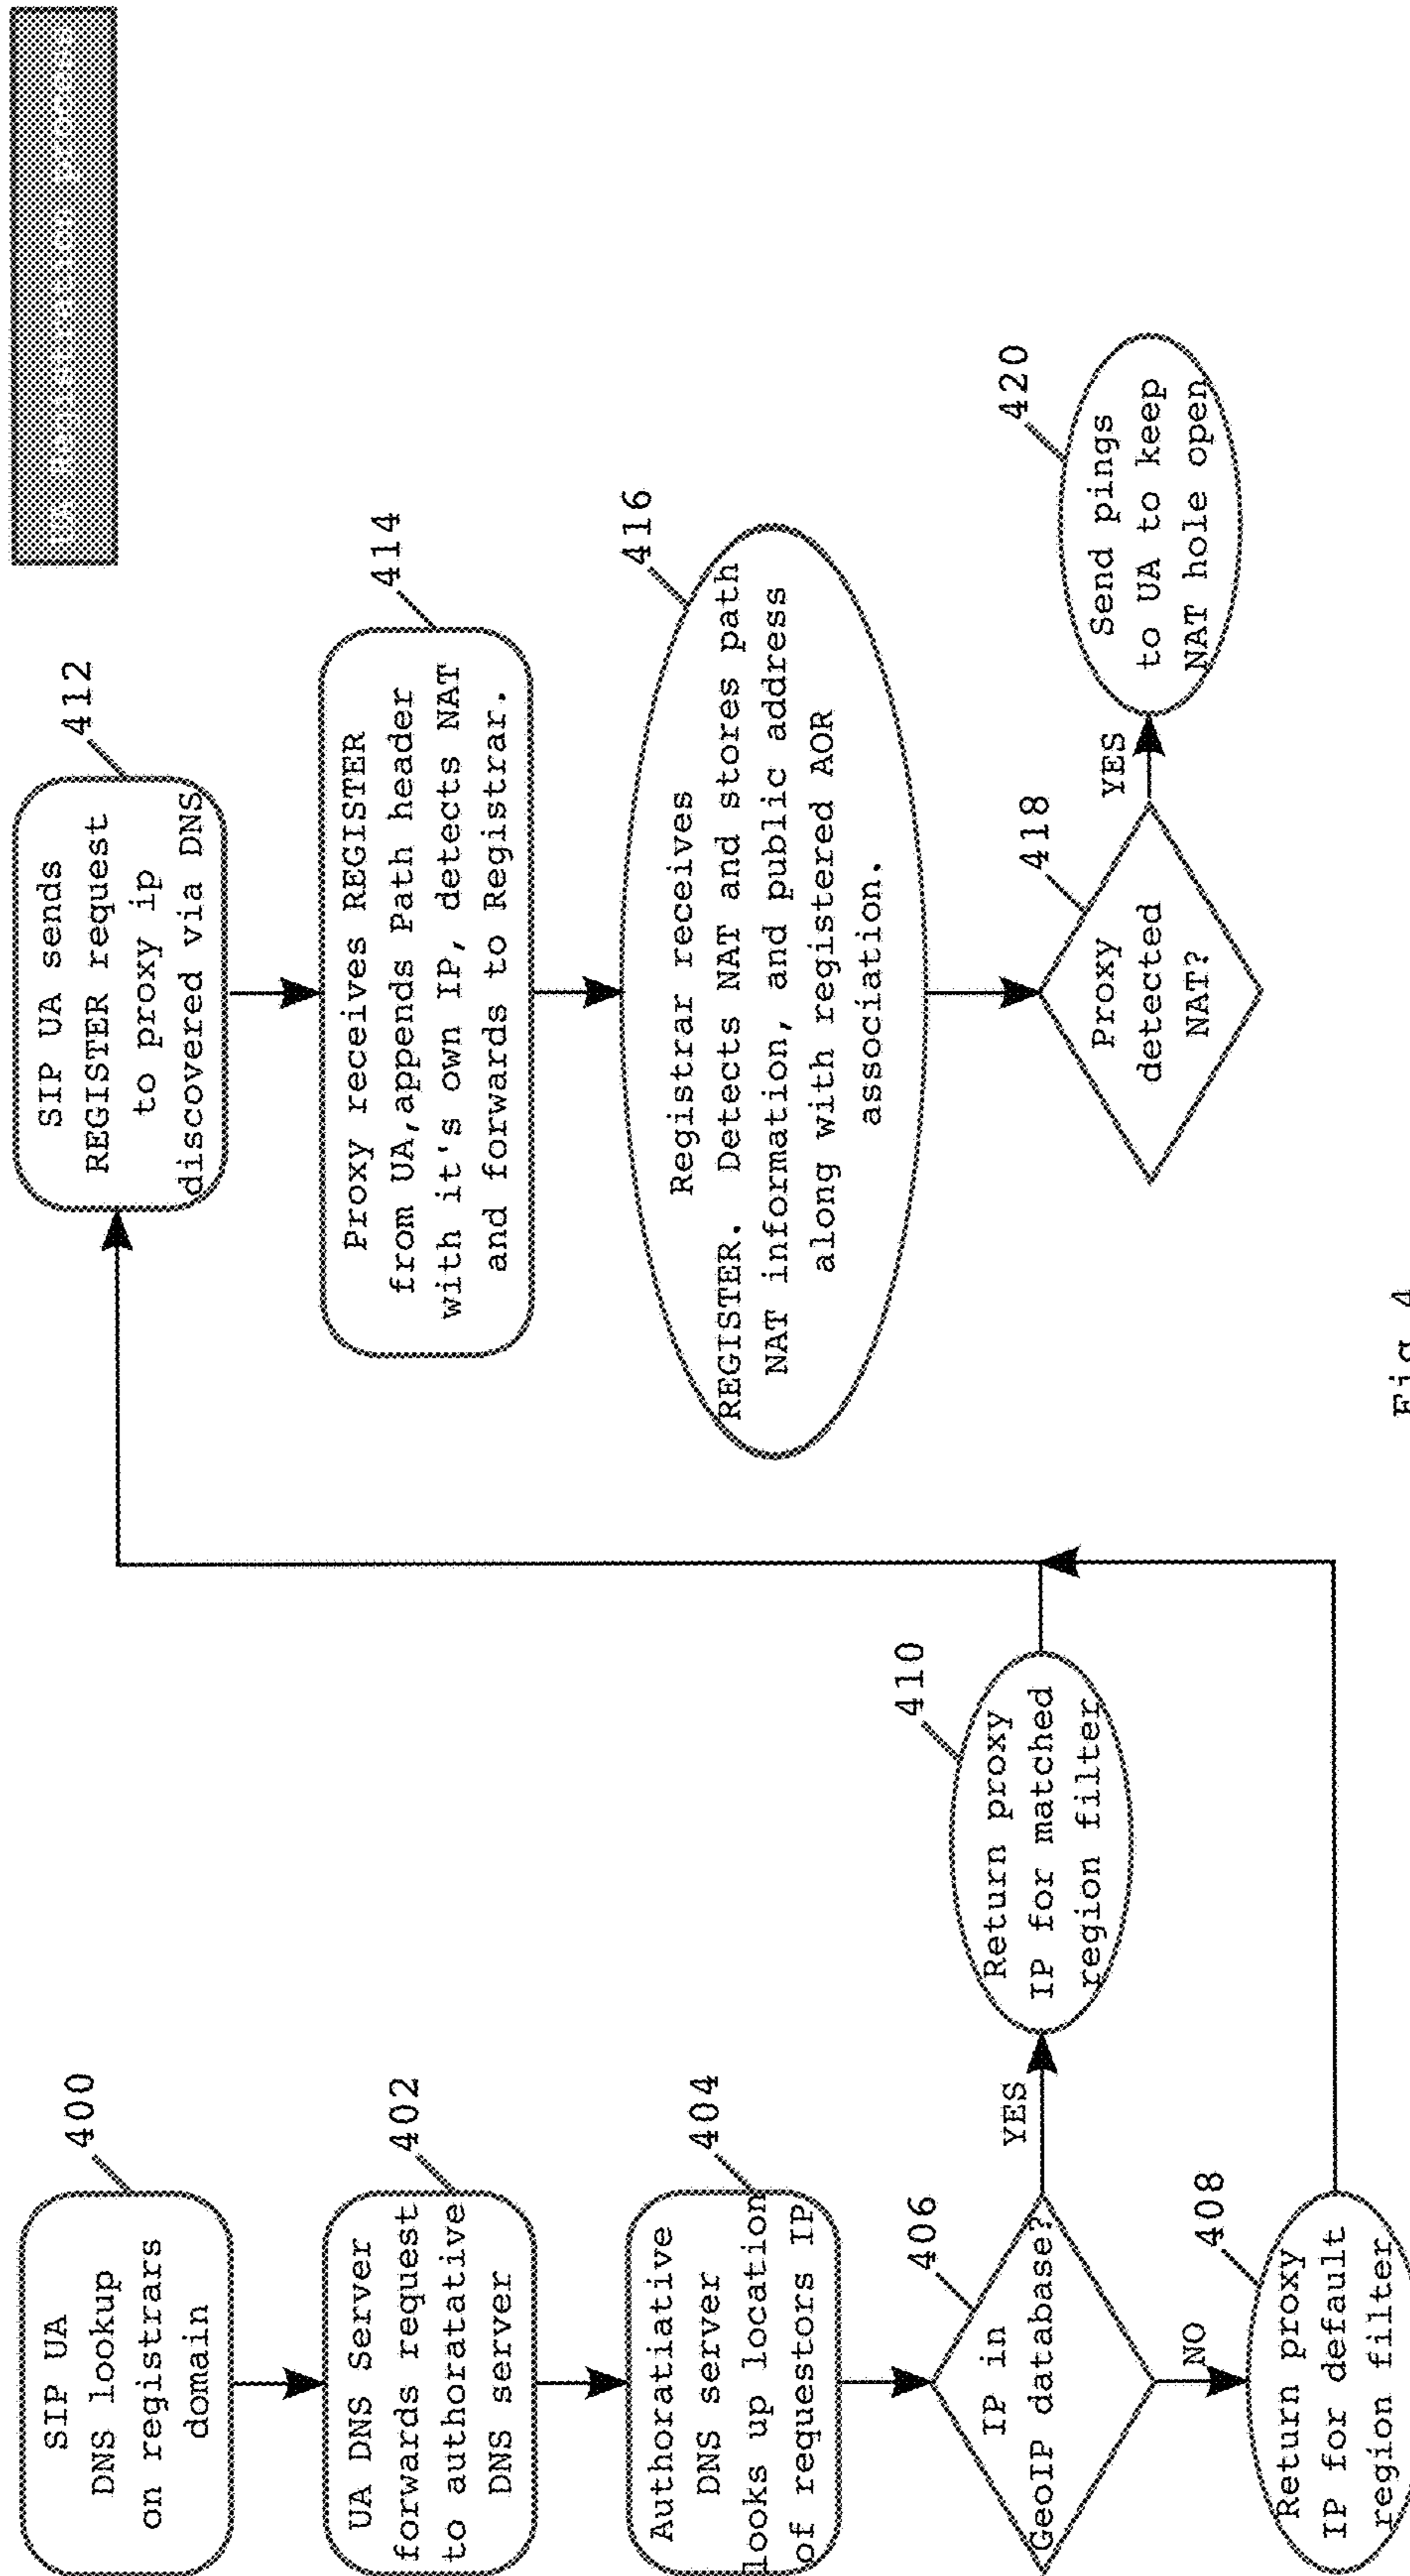 SIP UA
DNS lookup
on registrars
domain
400
UA DNS Server
forwards request
to authoratative
DNS server
402
Authoratiative
DNS server
looks up location
of requestors IP
404
IP in
GeoIP database?
406
YES
NO
Return proxy
IP for default
region filter
408
Return proxy
IP for matched
region filter
410
SIP UA sends
REGISTER request
to proxy ip
discovered via DNS
412
Proxy receives REGISTER
from UA,appends Path header
with it's own IP, detects NAT
and forwards to Registrar.
414
Registrar receives
REGISTER. Detects NAT and stores path
NAT information, and public address
along with registered AOR
association.
416
Proxy
detected
NAT?
418
YES
Send pings
to UA to keep
NAT hole open
420
Fig 4